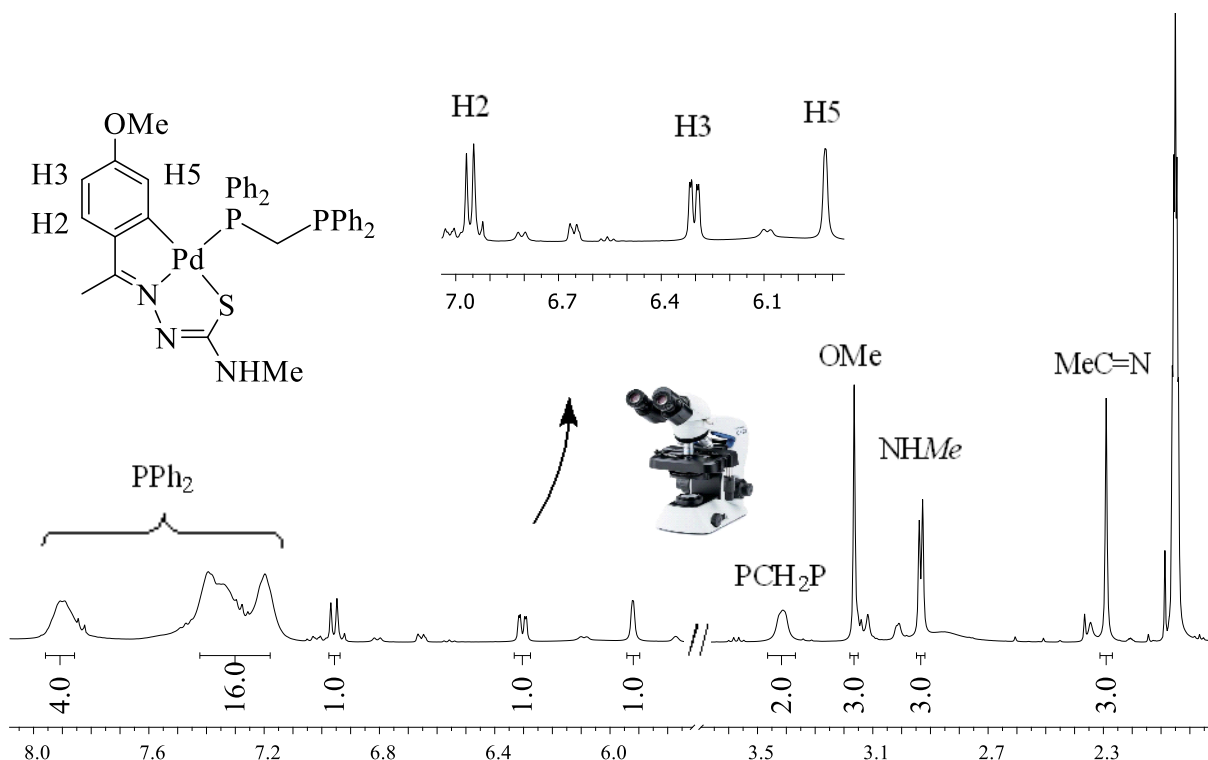 OMe
H3
H5
H2
Ph₂
P
PPh₂
Pd
N
S
N
NHMe
H2
H3
H5
7.0 6.7 6.4 6.1
PPh₂
PCH₂P
OMe
NHMe
MeC=N
4.0 16.0 1.0 1.0 1.0 2.0 3.0 3.0 3.0
8.0 7.6 7.2 6.8 6.4 6.0 3.5 3.1 2.7 2.3